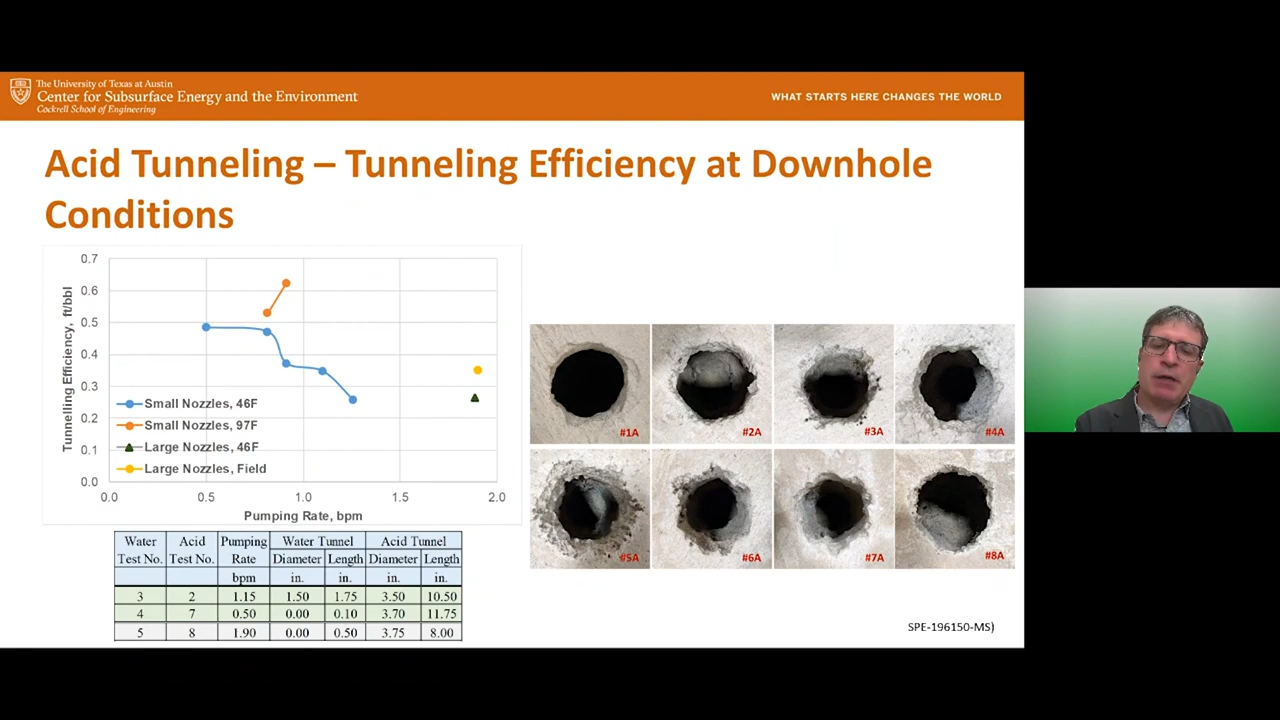 The University of Texas at Austin
Center for Subsurface Energy and the Environment
Cockrell School of Engineering
WHAT STARTS HERE CHANGES THE WORLD
Acid Tunneling – Tunneling Efficiency at Downhole
Conditions
Tunnelling Efficiency, ft/bbl
0.7
0.6
0.5
0.4
0.3
0.2
0.1
0.0
Small Nozzles, 46F
Small Nozzles, 97F
Large Nozzles, 46F
Large Nozzles, Field
0.0 0.5 1.0 1.5 2.0
Pumping Rate, bpm
#1A #2A #3A #4A
#5A #6A #7A #8A
Water Acid Pumping Water Tunnel Acid Tunnel
Test No. Test No. Rate Diameter Length Diameter Length
bpm in. in. in. in.
3 2 1.15 1.50 1.75 3.50 10.50
4 7 0.50 0.00 0.10 3.70 11.75
5 8 1.90 0.00 0.50 3.75 8.00
SPE-196150-MS)